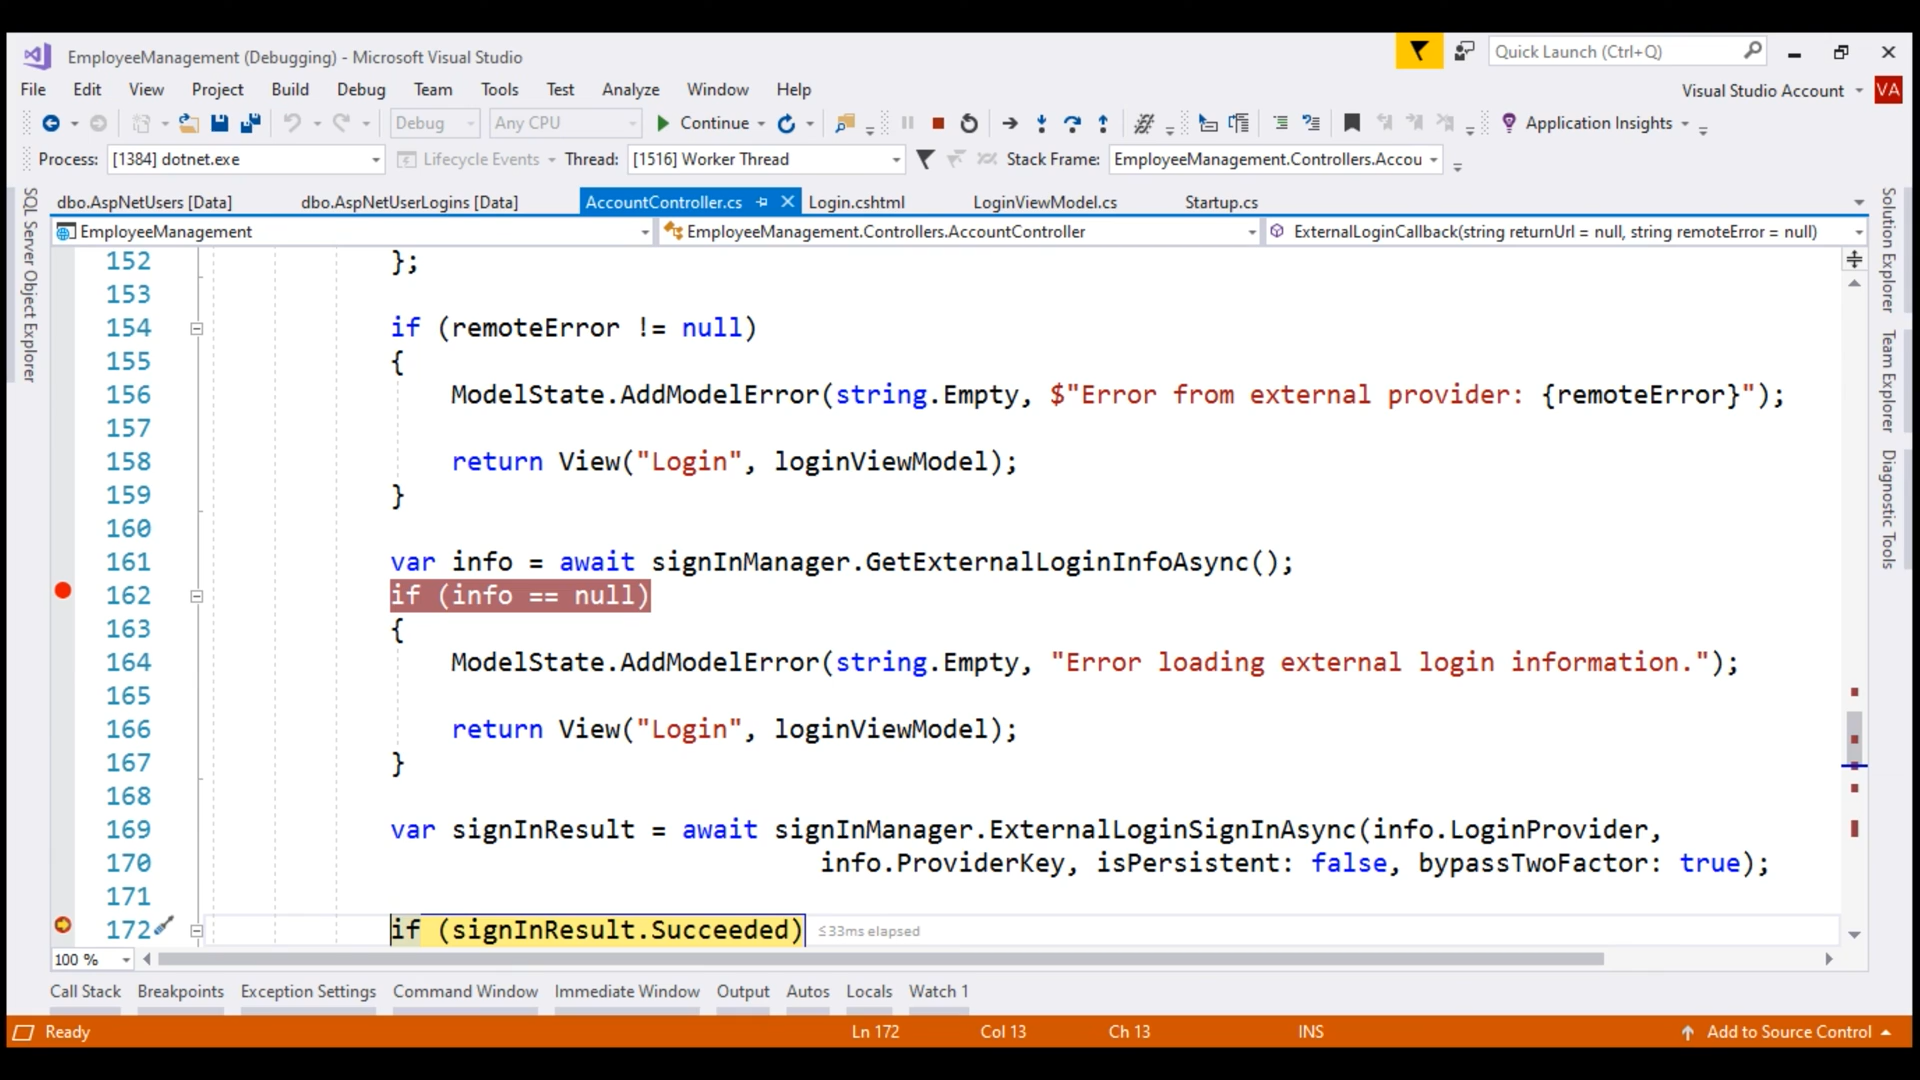 EmployeeManagement (Debugging) - Microsoft Visual Studio
Quick Launch (Ctrl+Q)
File Edit View Project Build Debug Team Tools Test Analyze Window Help
Visual Studio Account VA
Debug Any CPU Continue Application Insights
Process: [1384] dotnet.exe Lifecycle Events Thread: [1516] Worker Thread Stack Frame: EmployeeManagement.Controllers.Accou
dbo.AspNetUsers [Data] dbo.AspNetUserLogins [Data] AccountController.cs Login.cshtml LoginViewModel.cs Startup.cs
EmployeeManagement EmployeeManagement.Controllers.AccountController ExternalLoginCallback(string returnUrl = null, string remoteError = null)
SQL Server Object Explorer
Solution Explorer
Team Explorer
Diagnostic Tools
152 };
153
154 if (remoteError != null)
155 {
156 ModelState.AddModelError(string.Empty, $"Error from external provider: {remoteError}");
157
158 return View("Login", loginViewModel);
159 }
160
161 var info = await signInManager.GetExternalLoginInfoAsync();
162 if (info == null)
163 {
164 ModelState.AddModelError(string.Empty, "Error loading external login information.");
165
166 return View("Login", loginViewModel);
167 }
168
169 var signInResult = await signInManager.ExternalLoginSignInAsync(info.LoginProvider,
170 info.ProviderKey, isPersistent: false, bypassTwoFactor: true);
171
172 if (signInResult.Succeeded) ≤33ms elapsed
100 %
Call Stack Breakpoints Exception Settings Command Window Immediate Window Output Autos Locals Watch 1
Ready Ln 172 Col 13 Ch 13 INS Add to Source Control